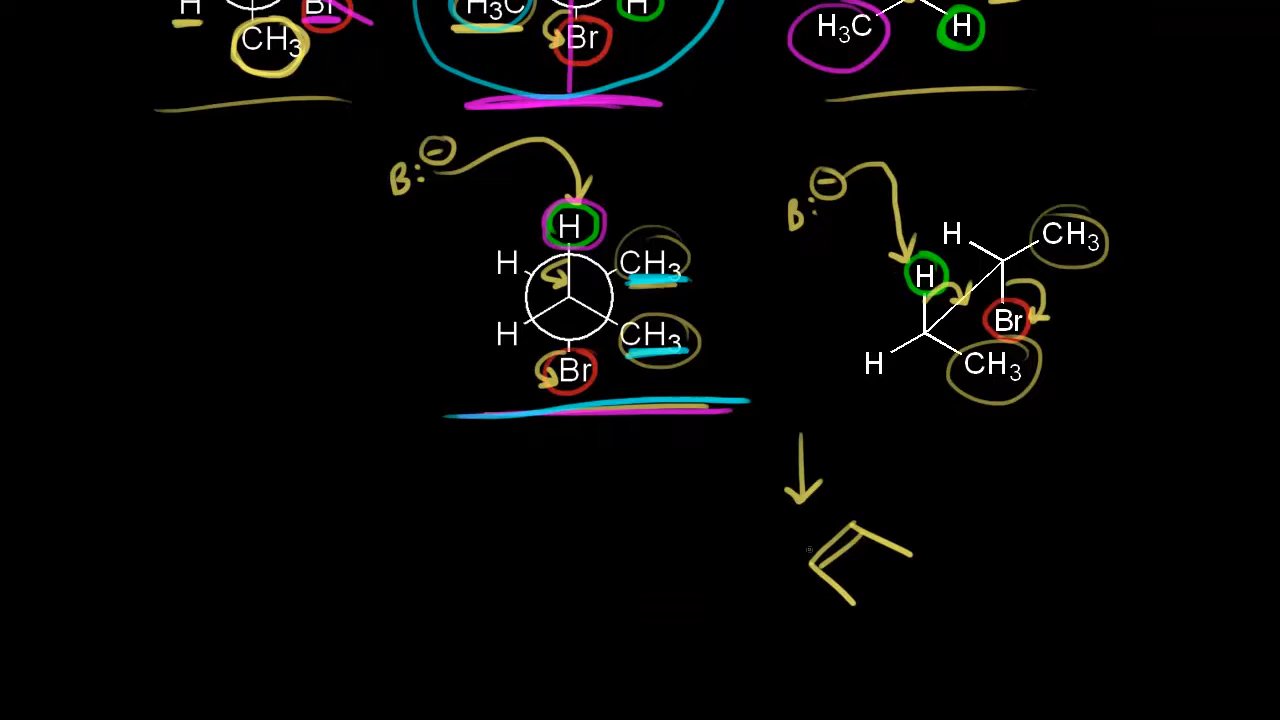 H Br H₃C H
CH₃ Br H₃C H
B:⊖ B:⊖
H H CH₃
H CH₃ H
H CH₃ Br
Br H CH₃